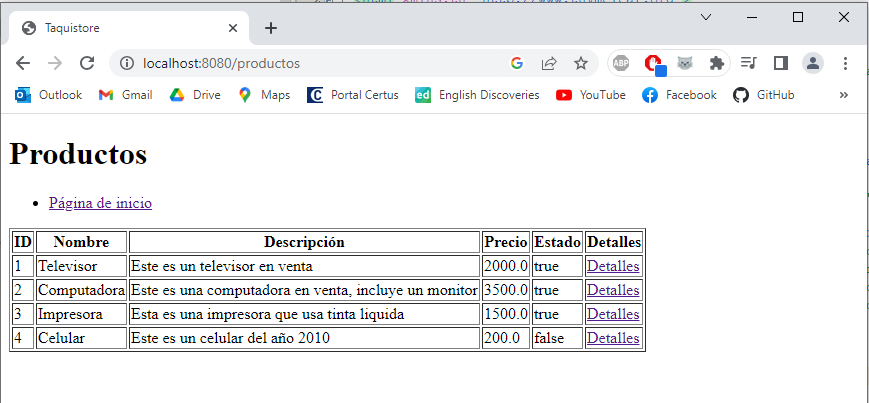 Taquistore
localhost:8080/productos
ABP
Outlook Gmail Drive Maps Portal Certus English Discoveries YouTube Facebook GitHub »
Productos
Página de inicio
ID Nombre Descripción Precio Estado Detalles
1 Televisor Este es un televisor en venta 2000.0 true Detalles
2 Computadora Este es una computadora en venta, incluye un monitor 3500.0 true Detalles
3 Impresora Esta es una impresora que usa tinta liquida 1500.0 true Detalles
4 Celular Este es un celular del año 2010 200.0 false Detalles